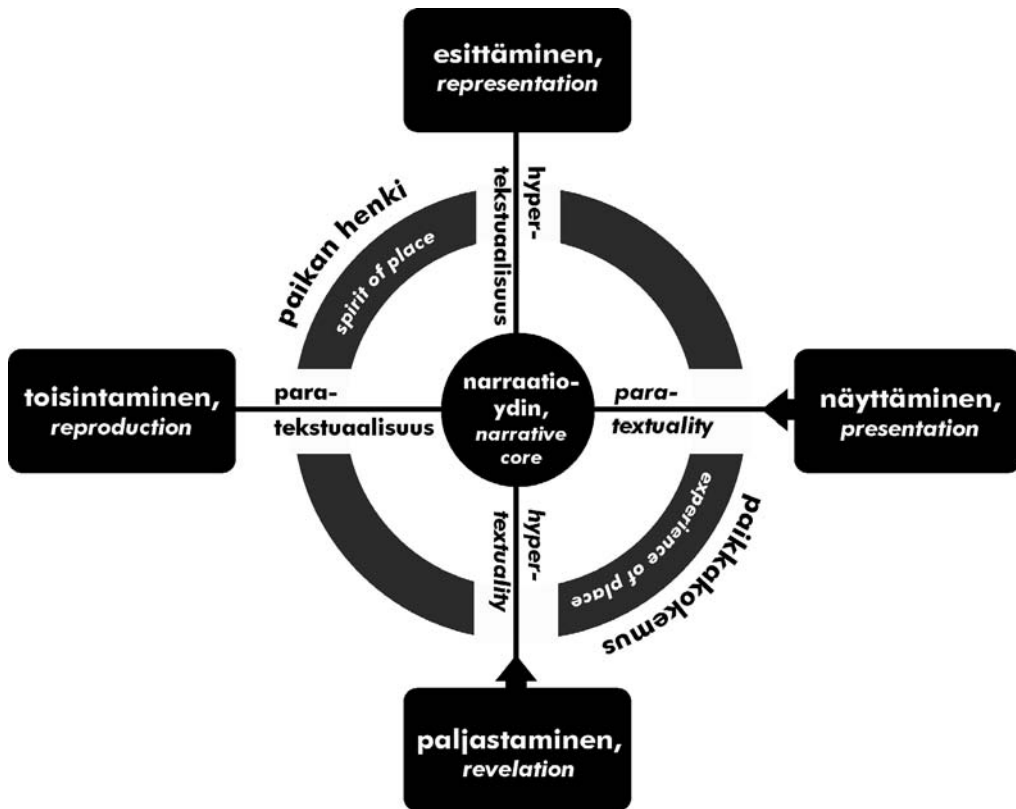 esittäminen,
representation
hyper-
tekstuaalisuus
paikan henki
spirit of place
toisintaminen,
reproduction
para-
tekstuaalisuus
narraatio-
ydin,
narrative
core
para-
textuality
näyttäminen,
presentation
hyper-
textuality
experience of place
paikkakokemus
paljastaminen,
revelation